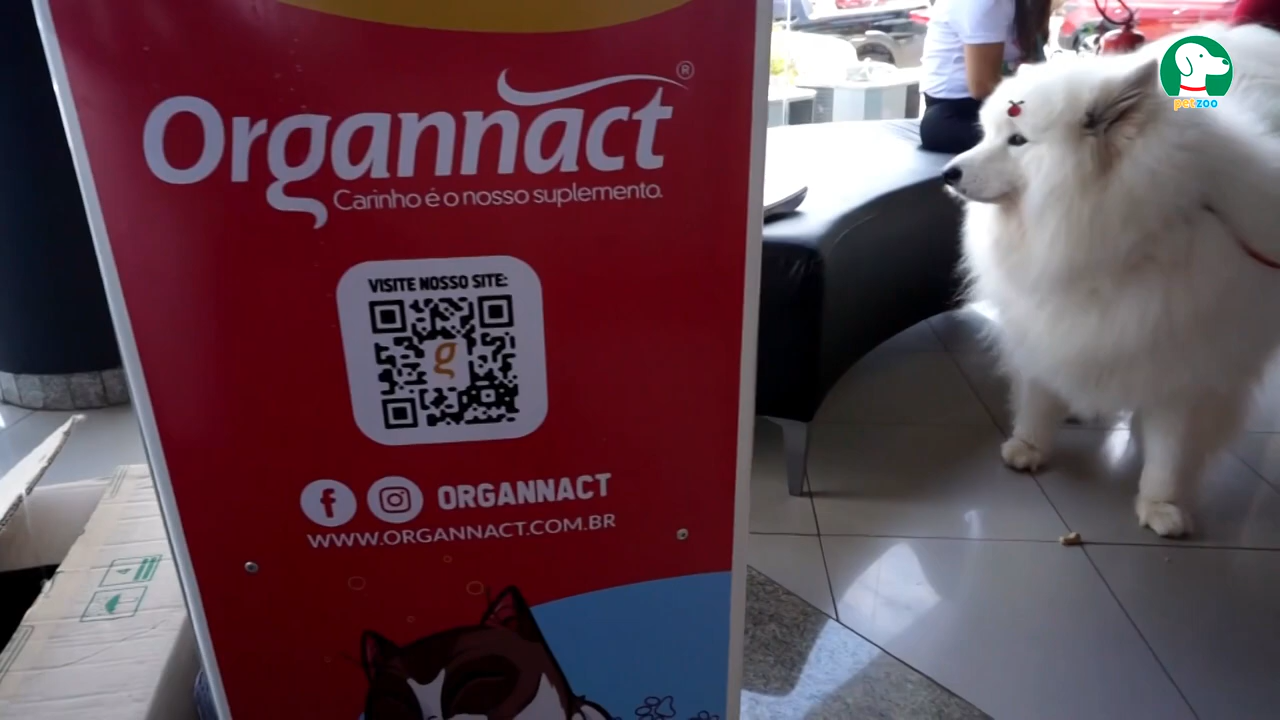 Organnact®
Carinho é o nosso suplemento.
VISITE NOSSO SITE:
g
ORGANNACT
WWW.ORGANNACT.COM.BR
petzoo